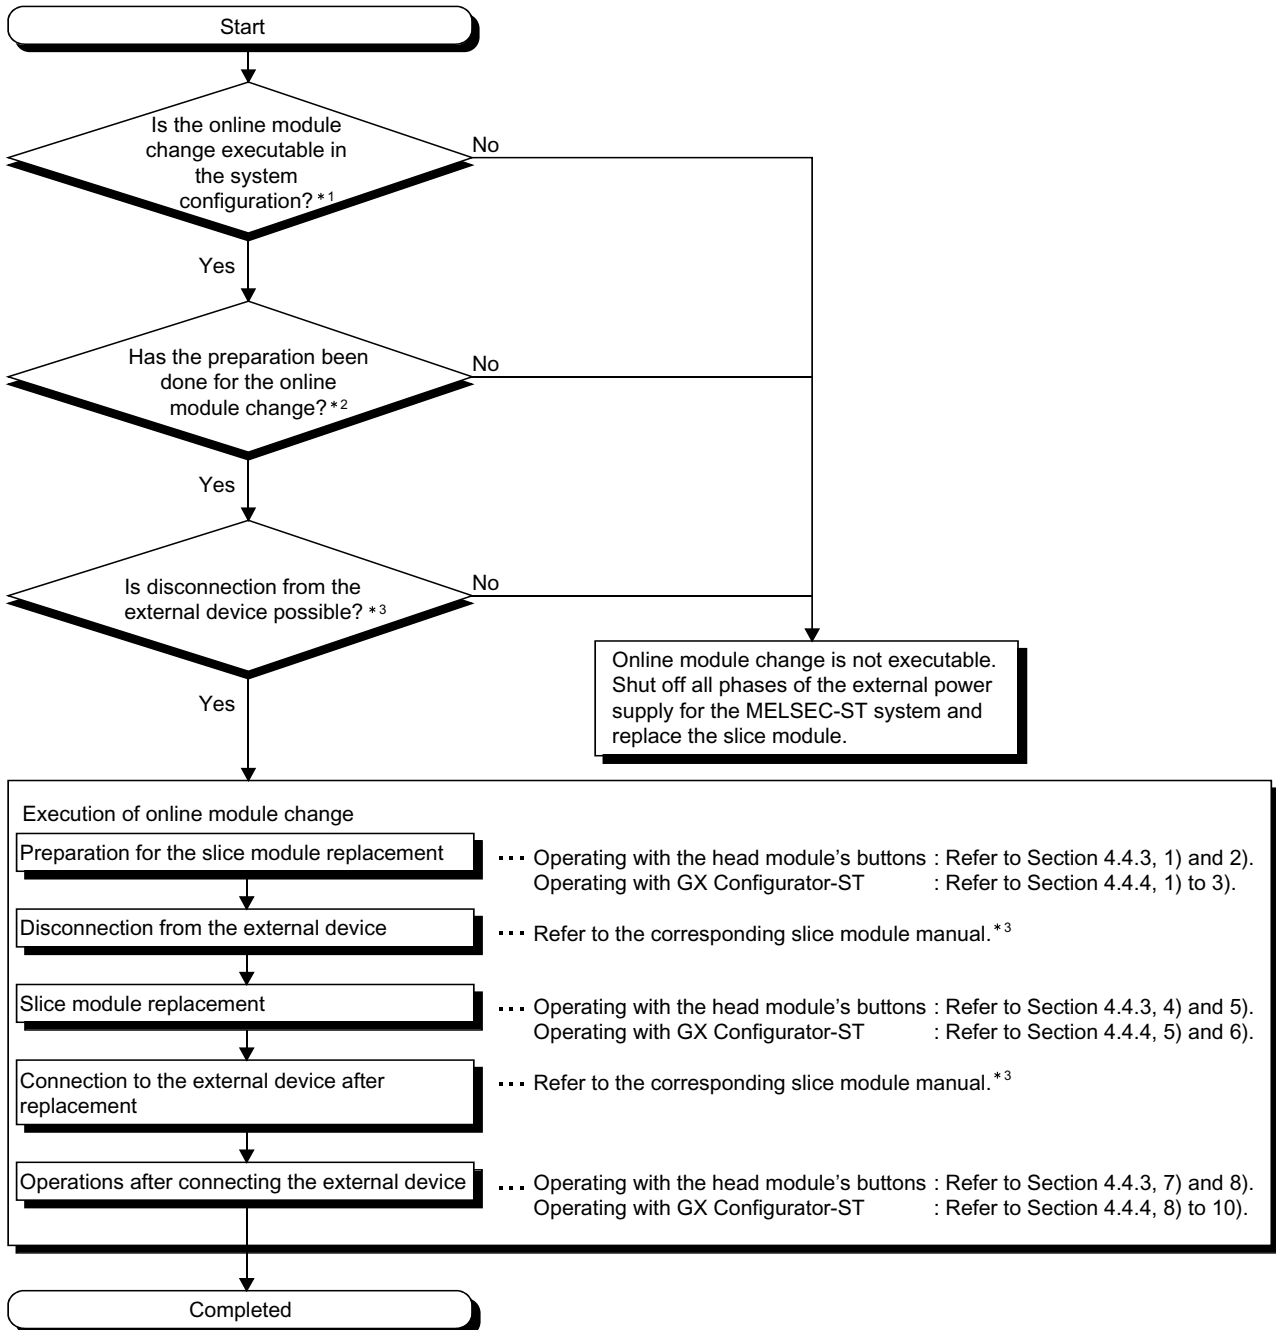 Start
Is the online module
change executable in
the system
configuration? *1
No
Yes
Has the preparation been
done for the online
module change? *2
No
Yes
Is disconnection from the
external device possible? *3
No
Yes
Online module change is not executable.
Shut off all phases of the external power
supply for the MELSEC-ST system and
replace the slice module.
Execution of online module change
Preparation for the slice module replacement
••• Operating with the head module's buttons : Refer to Section 4.4.3, 1) and 2).
Operating with GX Configurator-ST : Refer to Section 4.4.4, 1) to 3).
Disconnection from the external device
••• Refer to the corresponding slice module manual.*3
Slice module replacement
••• Operating with the head module's buttons : Refer to Section 4.4.3, 4) and 5).
Operating with GX Configurator-ST : Refer to Section 4.4.4, 5) and 6).
Connection to the external device after
replacement
••• Refer to the corresponding slice module manual.*3
Operations after connecting the external device
••• Operating with the head module's buttons : Refer to Section 4.4.3, 7) and 8).
Operating with GX Configurator-ST : Refer to Section 4.4.4, 8) to 10).
Completed